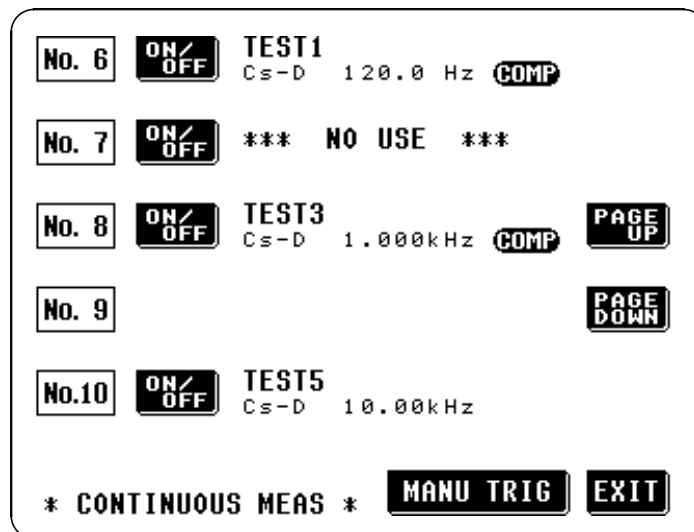 No. 6 ON/OFF TEST1
Cs-D 120.0 Hz COMP
No. 7 ON/OFF *** NO USE ***
No. 8 ON/OFF TEST3
Cs-D 1.000kHz COMP
PAGE UP
No. 9
PAGE DOWN
No.10 ON/OFF TEST5
Cs-D 10.00kHz
* CONTINUOUS MEAS * MANU TRIG EXIT